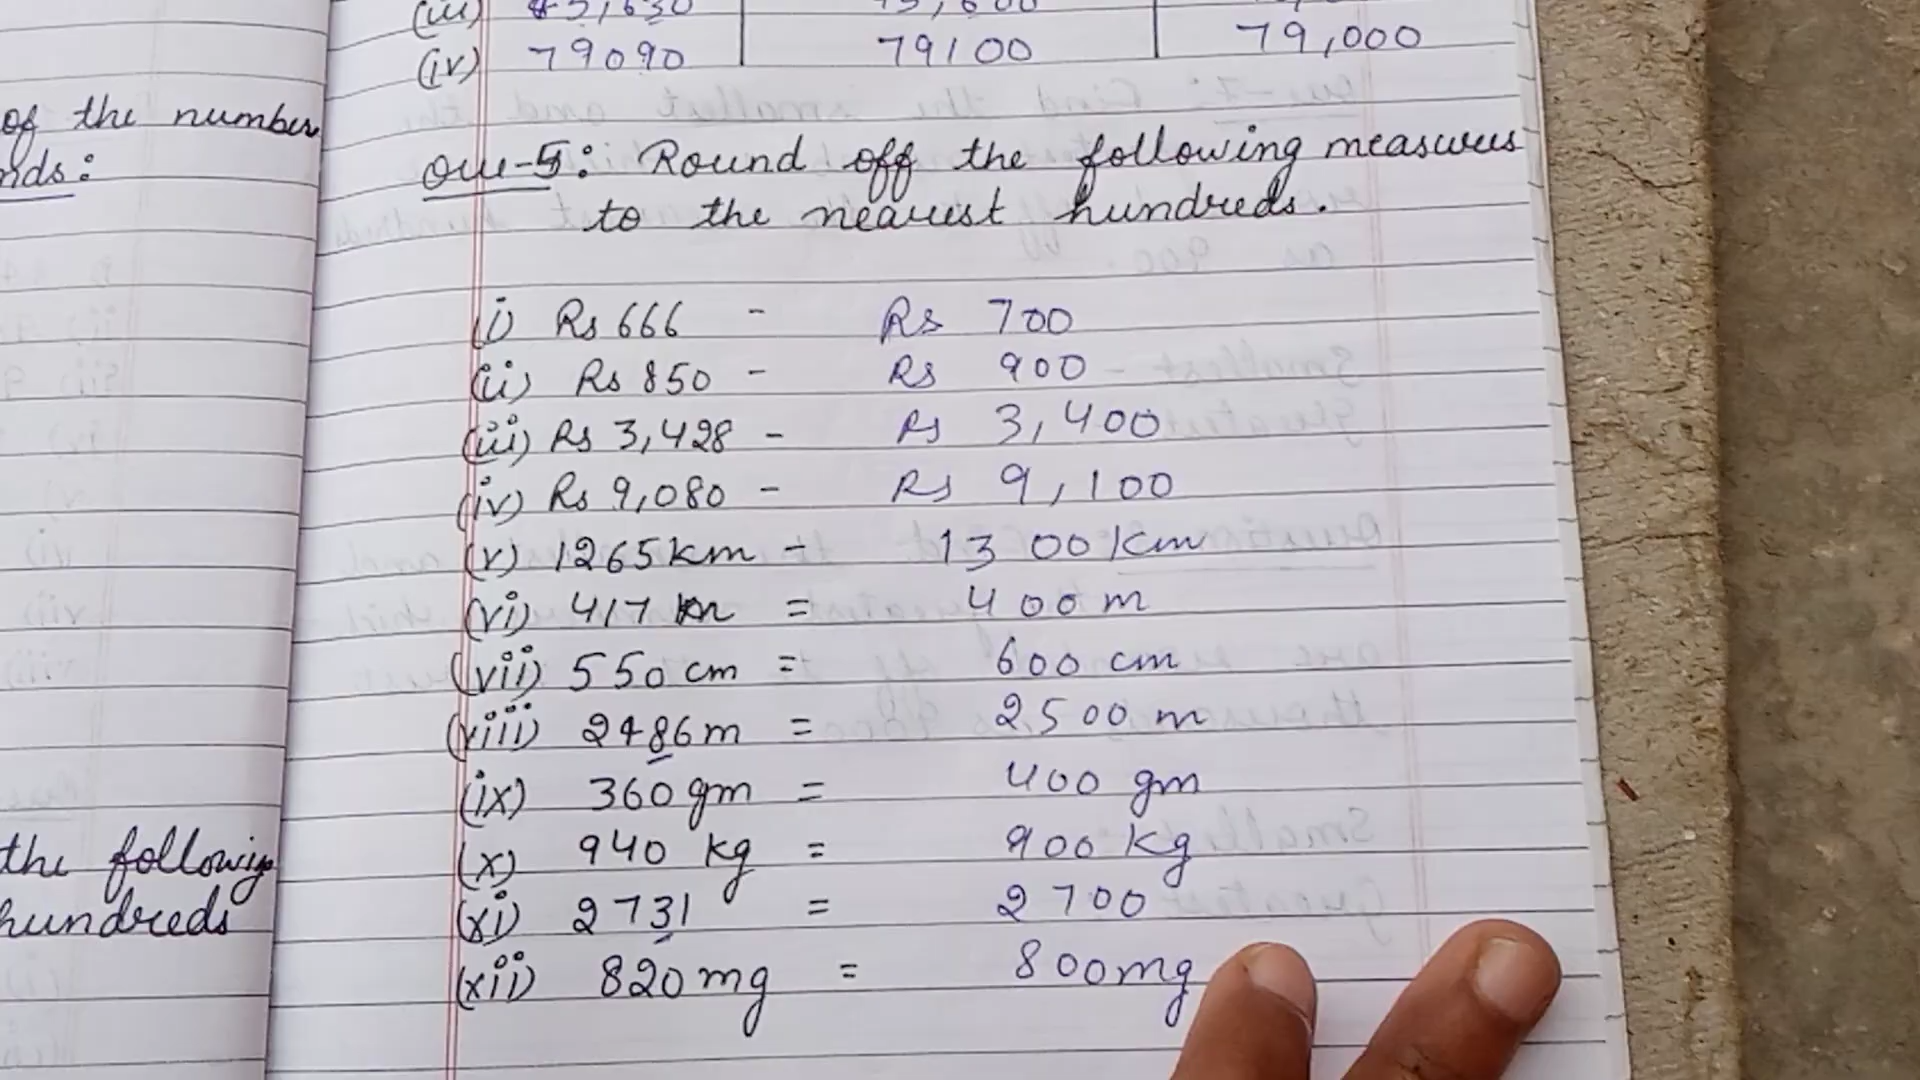 of the number
nds:
the following
hundreds
(iii)
(iv) 79090 79100 79,000
Que-5: Round off the following measures
to the nearest hundreds.
(i) Rs 666 - Rs 700
(ii) Rs 850 - Rs 900
(iii) Rs 3,428 - Rs 3,400
(iv) Rs 9,080 - Rs 9,100
(v) 1265 km - 1300 km
(vi) 417 m = 400 m
(vii) 550 cm = 600 cm
(viii) 2486 m = 2500 m
(ix) 360 gm = 400 gm
(x) 940 kg = 900 kg
(xi) 2731 = 2700
(xii) 820 mg = 800 mg